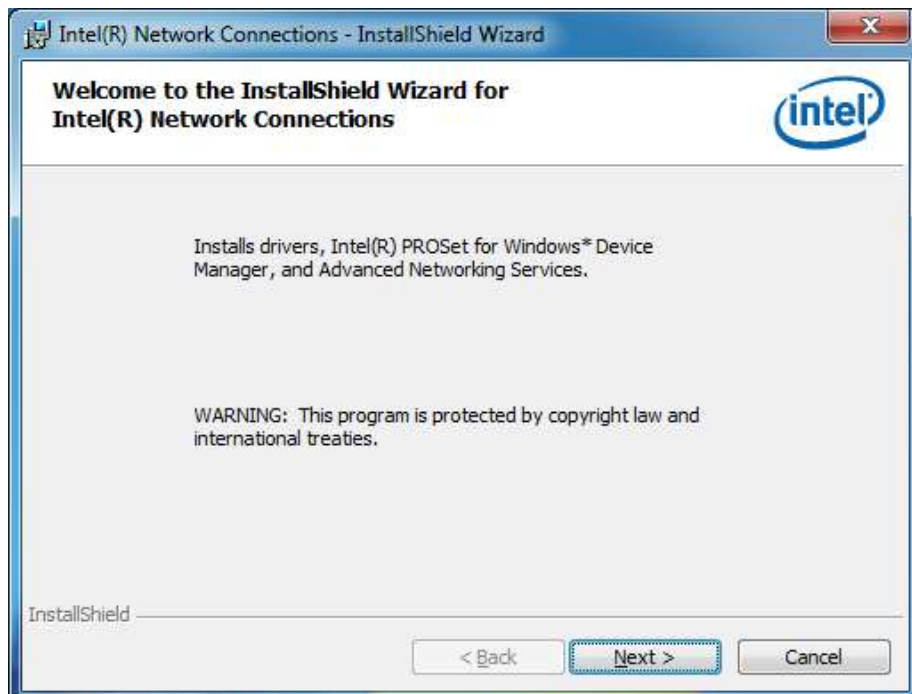 Intel(R) Network Connections - InstallShield Wizard
Welcome to the InstallShield Wizard for
Intel(R) Network Connections
intel
Installs drivers, Intel(R) PROSet for Windows* Device
Manager, and Advanced Networking Services.
WARNING: This program is protected by copyright law and
international treaties.
InstallShield
< Back
Next >
Cancel